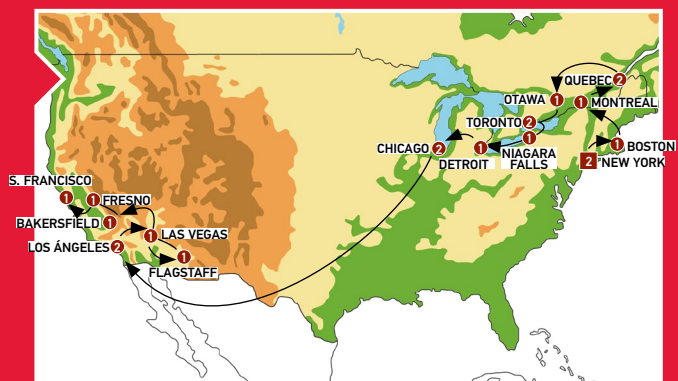 QUEBEC 2
OTAWA
1
1 MONTREAL
TORONTO 2
1
NIAGARA
FALLS
1 BOSTON
2 NEW YORK
CHICAGO 2
1
DETROIT
S. FRANCISCO
1
1 FRESNO
BAKERSFIELD 1
1 LAS VEGAS
LOS ÁNGELES 2
1
FLAGSTAFF